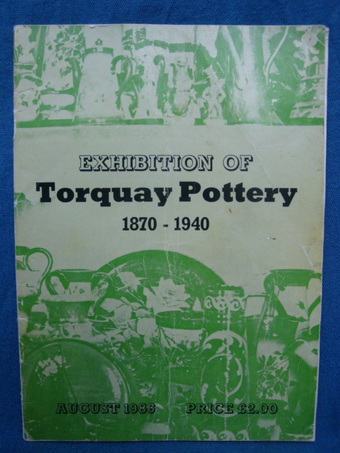 EXHIBITION OF
Torquay Pottery
1870 - 1940
AUGUST 1986 PRICE £2.00